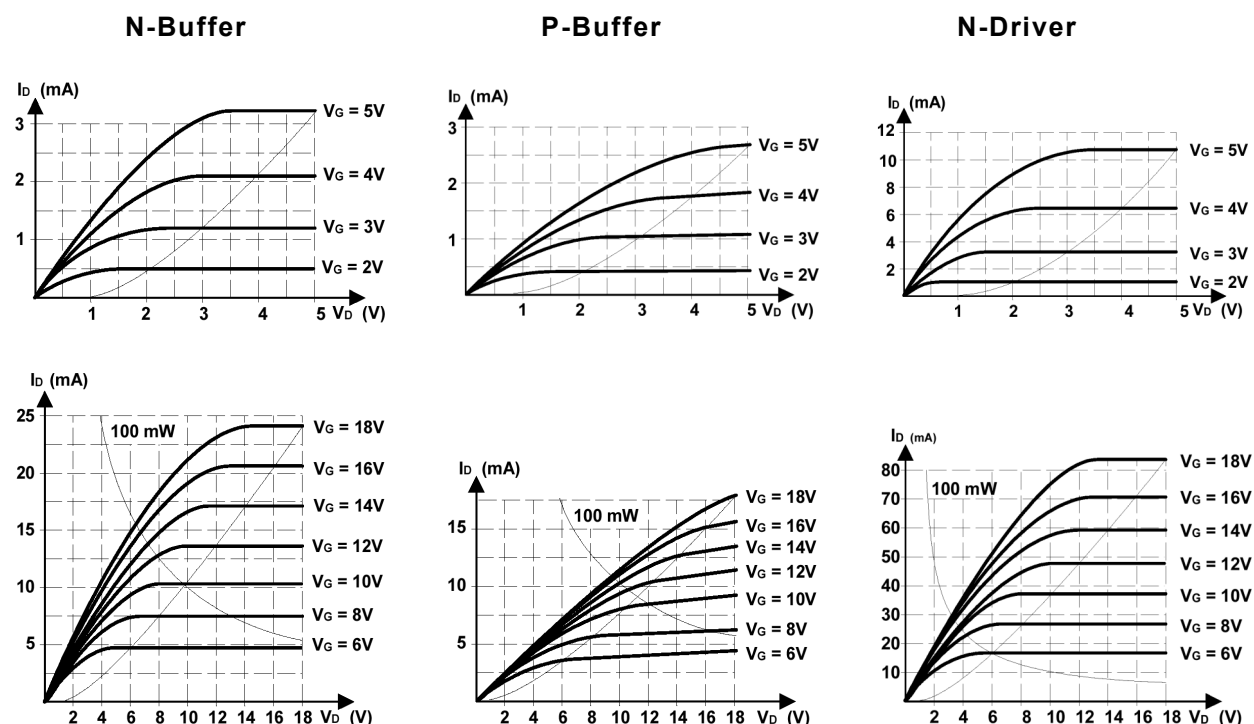 N-Buffer
P-Buffer
N-Driver
ID (mA)
3
2
1
VG = 5V
VG = 4V
VG = 3V
VG = 2V
1 2 3 4 5 VD (V)
ID (mA)
3
2
1
VG = 5V
VG = 4V
VG = 3V
VG = 2V
1 2 3 4 5 VD (V)
ID (mA)
12
10
8
6
4
2
VG = 5V
VG = 4V
VG = 3V
VG = 2V
1 2 3 4 5 VD (V)
ID (mA)
25
20
15
10
5
100 mW
VG = 18V
VG = 16V
VG = 14V
VG = 12V
VG = 10V
VG = 8V
VG = 6V
2 4 6 8 10 12 14 16 18 VD (V)
ID (mA)
15
10
5
100 mW
VG = 18V
VG = 16V
VG = 14V
VG = 12V
VG = 10V
VG = 8V
VG = 6V
2 4 6 8 10 12 14 16 18 VD (V)
ID (mA)
80
70
60
50
40
30
20
10
100 mW
VG = 18V
VG = 16V
VG = 14V
VG = 12V
VG = 10V
VG = 8V
VG = 6V
2 4 6 8 10 12 14 16 18 VD (V)